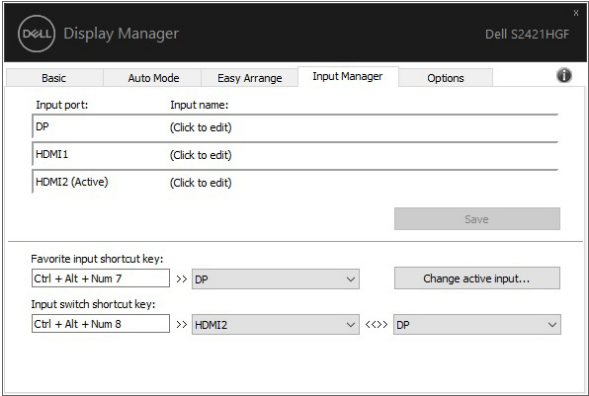 x
DELL Display Manager Dell S2421HGF
Basic Auto Mode Easy Arrange Input Manager Options i
Input port: Input name:
DP (Click to edit)
HDMI1 (Click to edit)
HDMI2 (Active) (Click to edit)
Save
Favorite input shortcut key:
Ctrl + Alt + Num 7 >> DP Change active input...
Input switch shortcut key:
Ctrl + Alt + Num 8 >> HDMI2 <<>> DP